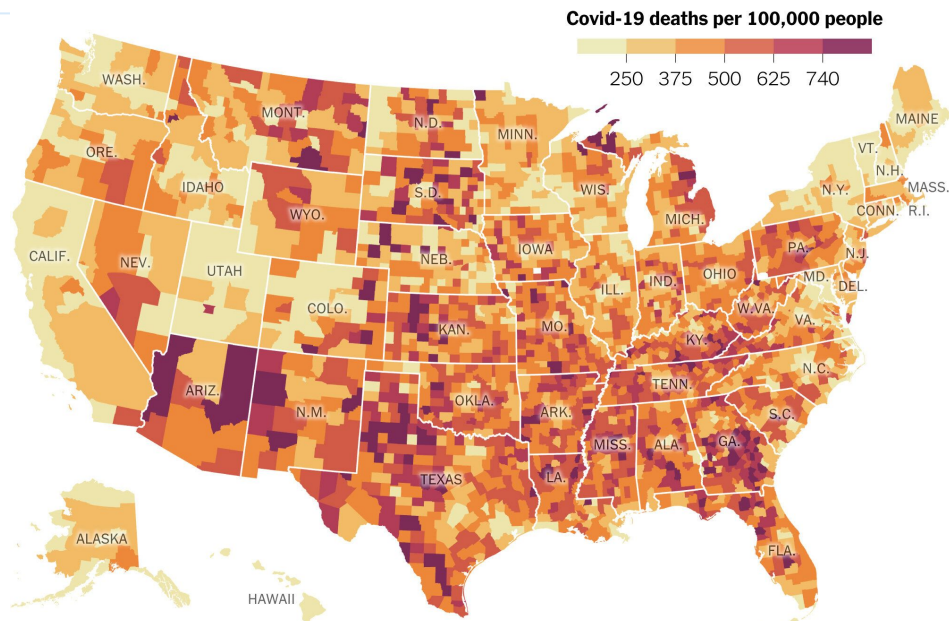 Covid-19 deaths per 100,000 people
250 375 500 625 740
WASH.
MONT.
N.D.
MINN.
MAINE
ORE.
IDAHO
S.D.
WIS.
VT.
N.H.
N.Y.
MASS.
WYO.
MICH.
CONN. R.I.
CALIF.
NEV.
UTAH
NEB.
IOWA
PA.
N.J.
COLO.
ILL.
IND.
OHIO
MD.
DEL.
KAN.
MO.
W.VA.
VA.
KY.
ARIZ.
N.M.
OKLA.
ARK.
TENN.
N.C.
S.C.
MISS.
ALA.
GA.
TEXAS
LA.
ALASKA
FLA.
HAWAII